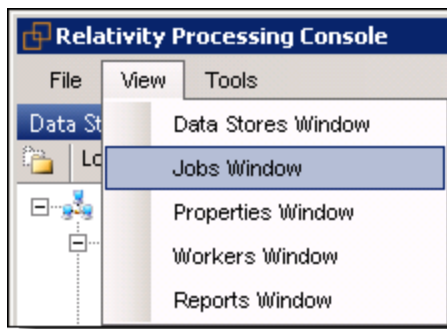 Relativity Processing Console
File View Tools
Data St
Data Stores Window
Lo
Jobs Window
Properties Window
Workers Window
Reports Window